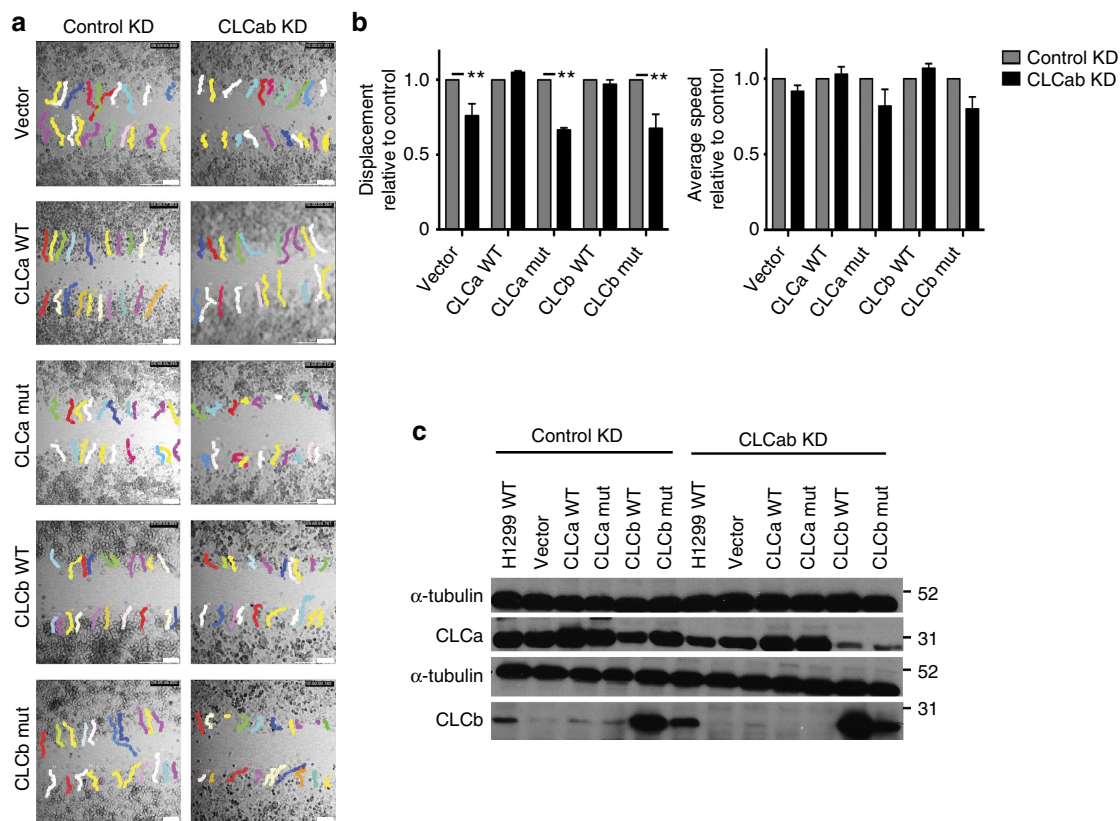 a
Control KD
CLCab KD
Vector
CLCa WT
CLCa mut
CLCb WT
CLCb mut
b
Displacement
relative to control
1.0
0.5
0
**
**
**
Vector
CLCa WT
CLCa mut
CLCb WT
CLCb mut
Average speed
relative to control
1.0
0.5
0
Vector
CLCa WT
CLCa mut
CLCb WT
CLCb mut
Control KD
CLCab KD
c
Control KD
CLCab KD
H1299 WT
Vector
CLCa WT
CLCa mut
CLCb WT
CLCb mut
H1299 WT
Vector
CLCa WT
CLCa mut
CLCb WT
CLCb mut
α-tubulin
52
CLCa
31
α-tubulin
52
CLCb
31